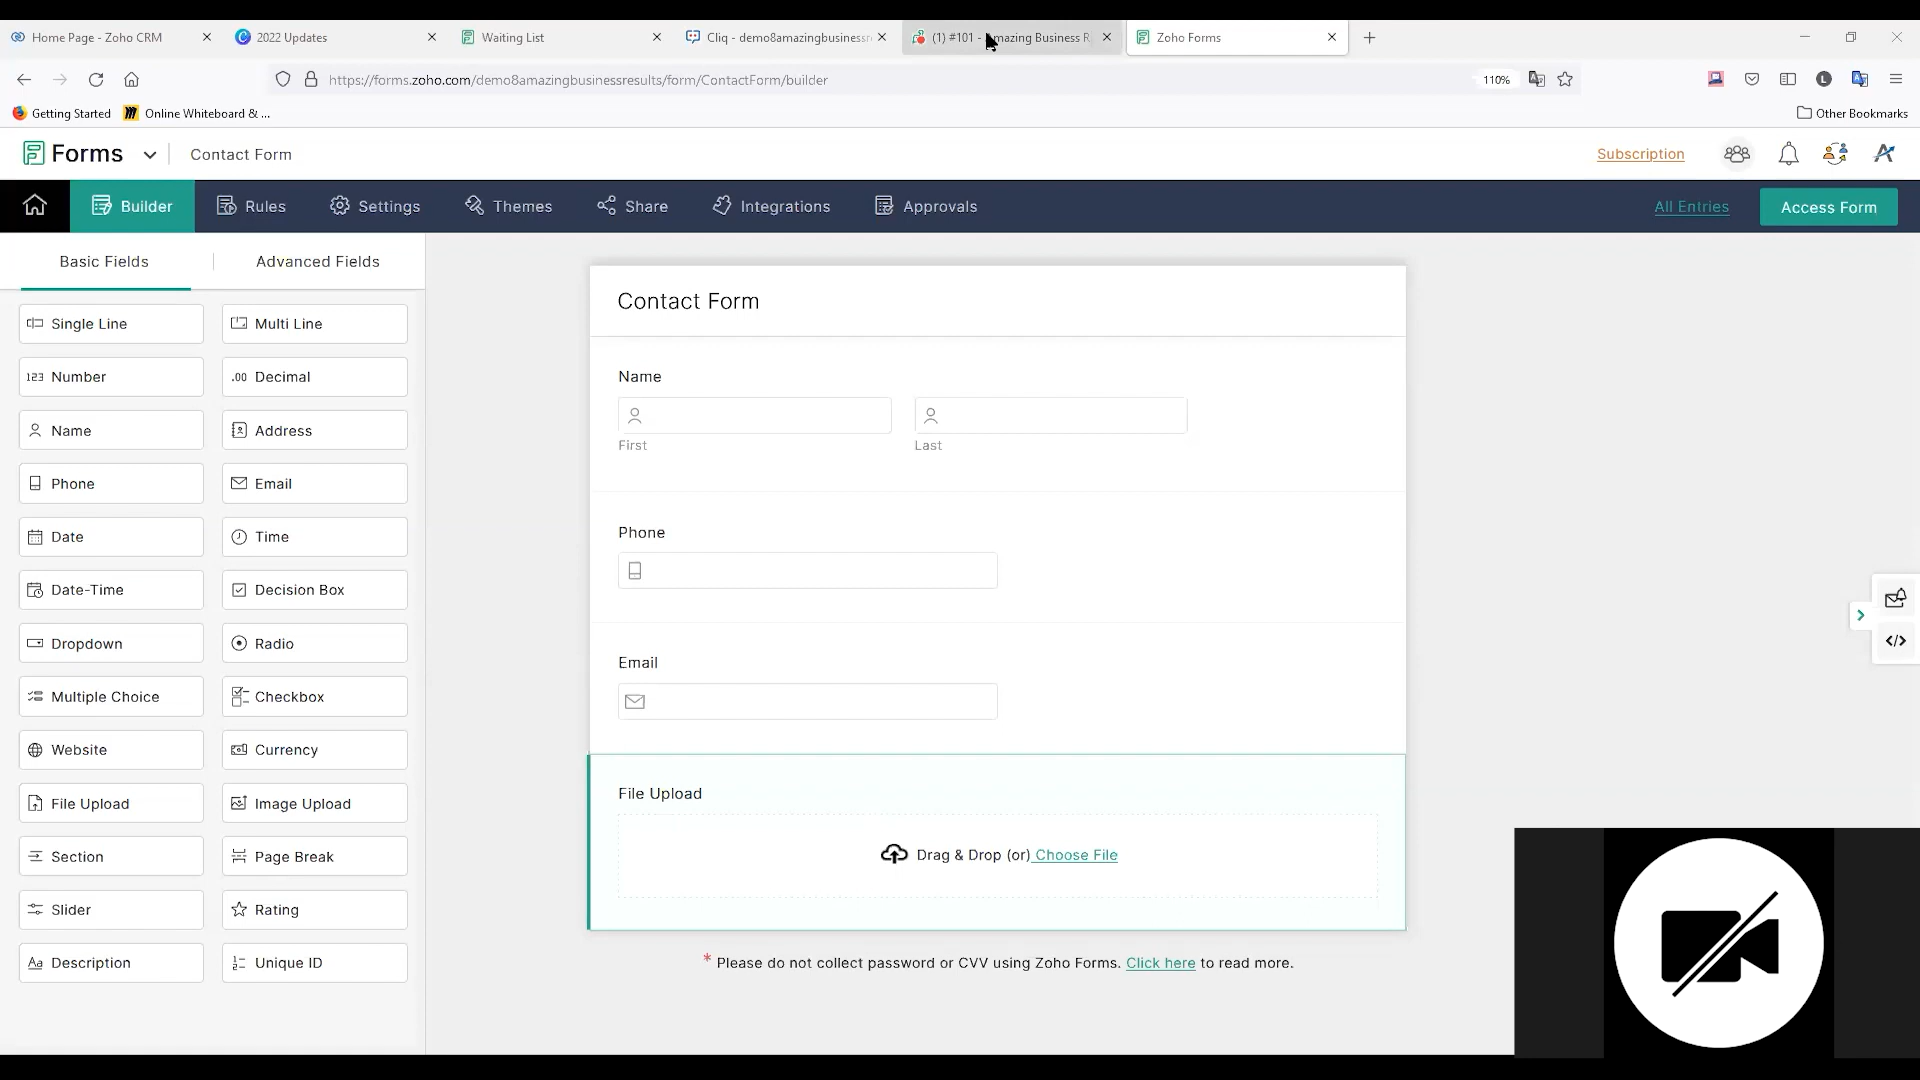 Home Page - Zoho CRM
2022 Updates
Waiting List
Cliq - demo8amazingbusinessre
(1) #101 - Amazing Business R
Zoho Forms
https://forms.zoho.com/demo8amazingbusinessresults/form/ContactForm/builder
110%
L
Getting Started
Online Whiteboard & ...
Other Bookmarks
Forms
Contact Form
Subscription
Builder
Rules
Settings
Themes
Share
Integrations
Approvals
All Entries
Access Form
Basic Fields
Advanced Fields
Single Line
Multi Line
123 Number
.00 Decimal
Name
Address
Phone
Email
Date
Time
Date-Time
Decision Box
Dropdown
Radio
Multiple Choice
Checkbox
Website
Currency
File Upload
Image Upload
Section
Page Break
Slider
Rating
Aa Description
Unique ID
Contact Form
Name
First
Last
Phone
Email
File Upload
Drag & Drop (or) Choose File
* Please do not collect password or CVV using Zoho Forms. Click here to read more.